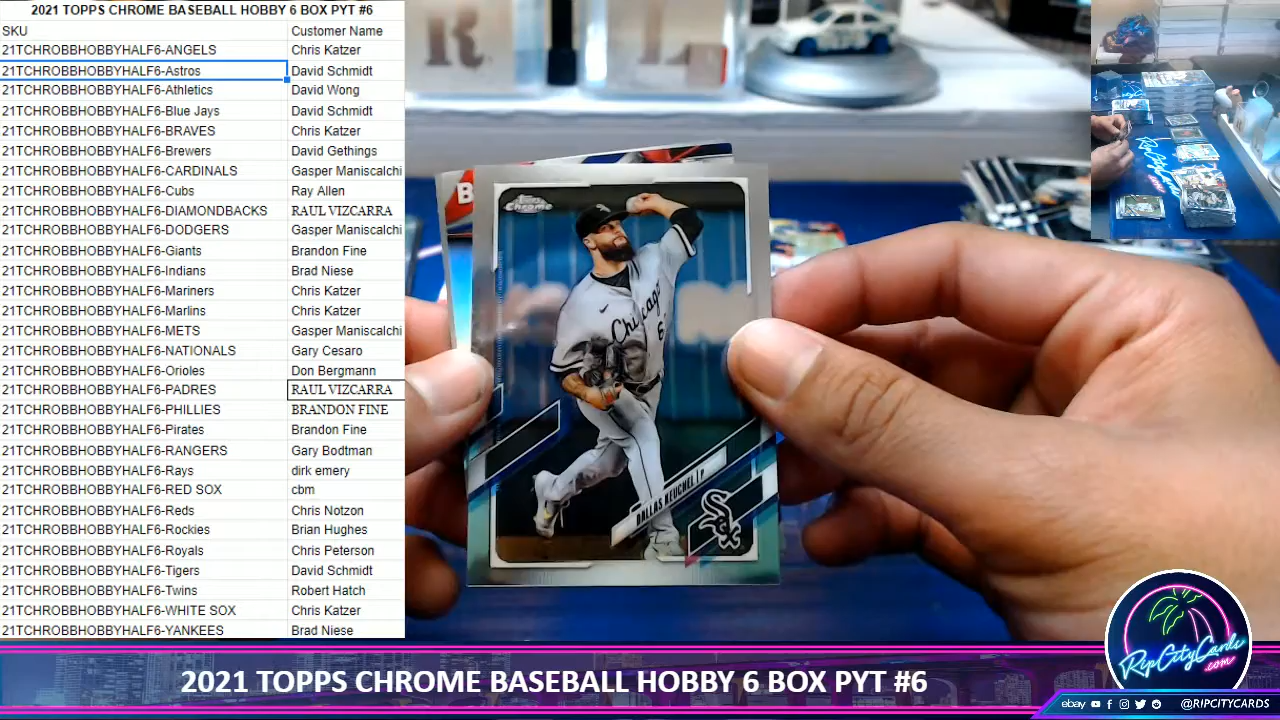 2021 TOPPS CHROME BASEBALL HOBBY 6 BOX PYT #6
SKU Customer Name
21TCHROBBHOBBYHALF6-ANGELS Chris Katzer
21TCHROBBHOBBYHALF6-Astros David Schmidt
21TCHROBBHOBBYHALF6-Athletics David Wong
21TCHROBBHOBBYHALF6-Blue Jays David Schmidt
21TCHROBBHOBBYHALF6-BRAVES Chris Katzer
21TCHROBBHOBBYHALF6-Brewers David Gethings
21TCHROBBHOBBYHALF6-CARDINALS Gasper Maniscalchi
21TCHROBBHOBBYHALF6-Cubs Ray Allen
21TCHROBBHOBBYHALF6-DIAMONDBACKS RAUL VIZCARRA
21TCHROBBHOBBYHALF6-DODGERS Gasper Maniscalchi
21TCHROBBHOBBYHALF6-Giants Brandon Fine
21TCHROBBHOBBYHALF6-Indians Brad Niese
21TCHROBBHOBBYHALF6-Mariners Chris Katzer
21TCHROBBHOBBYHALF6-Marlins Chris Katzer
21TCHROBBHOBBYHALF6-METS Gasper Maniscalchi
21TCHROBBHOBBYHALF6-NATIONALS Gary Cesaro
21TCHROBBHOBBYHALF6-Orioles Don Bergmann
21TCHROBBHOBBYHALF6-PADRES RAUL VIZCARRA
21TCHROBBHOBBYHALF6-PHILLIES BRANDON FINE
21TCHROBBHOBBYHALF6-Pirates Brandon Fine
21TCHROBBHOBBYHALF6-RANGERS Gary Bodtman
21TCHROBBHOBBYHALF6-Rays dirk emery
21TCHROBBHOBBYHALF6-RED SOX cbm
21TCHROBBHOBBYHALF6-Reds Chris Notzon
21TCHROBBHOBBYHALF6-Rockies Brian Hughes
21TCHROBBHOBBYHALF6-Royals Chris Peterson
21TCHROBBHOBBYHALF6-Tigers David Schmidt
21TCHROBBHOBBYHALF6-Twins Robert Hatch
21TCHROBBHOBBYHALF6-WHITE SOX Chris Katzer
21TCHROBBHOBBYHALF6-YANKEES Brad Niese
Topps Chrome
Chicago
6
DALLAS KEUCHEL | P
SOX
B
RipCityCards
.com
2021 TOPPS CHROME BASEBALL HOBBY 6 BOX PYT #6
ebay @RIPCITYCARDS